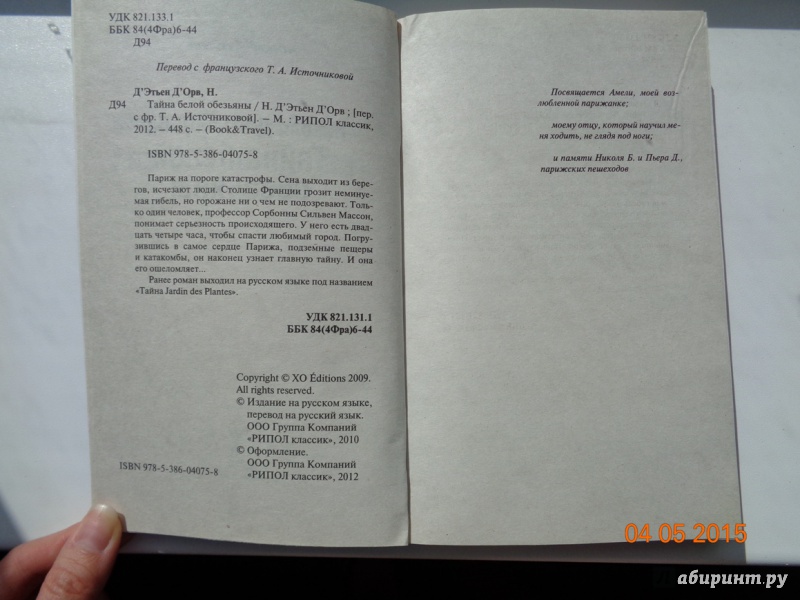 УДК 821.133.1
ББК 84(4Фра)6-44
Д94
Перевод с французского Т. А. Источниковой
Д'Этьен Д'Орв, Н.
Д94 Тайна белой обезьяны / Н. Д'Этьен Д'Орв ; [пер.
с фр. Т. А. Источниковой]. – М. : РИПОЛ классик,
2012. – 448 с. – (Book&Travel).
ISBN 978-5-386-04075-8
Париж на пороге катастрофы. Сена выходит из бере-
гов, исчезают люди. Столице Франции грозит неминуе-
мая гибель, но горожане ни о чем не подозревают. Толь-
ко один человек, профессор Сорбонны Сильвен Массон,
понимает серьезность происходящего. У него есть двад-
цать четыре часа, чтобы спасти любимый город. Погру-
зившись в самое сердце Парижа, подземные пещеры
и катакомбы, он наконец узнает главную тайну. И она
его ошеломляет...
Ранее роман выходил на русском языке под названием
«Тайна Jardin des Plantes».
УДК 821.131.1
ББК 84(4Фра)6-44
Copyright © XO Éditions 2009.
All rights reserved.
© Издание на русском языке,
перевод на русский язык.
ООО Группа Компаний
«РИПОЛ классик», 2010
© Оформление.
ООО Группа Компаний
«РИПОЛ классик», 2012
ISBN 978-5-386-04075-8
Посвящается Амели, моей воз-
любленной парижанке;
моему отцу, который научил ме-
ня ходить, не глядя под ноги;
и памяти Николя Б. и Пьера Д.,
парижских пешеходов
04 05 2015
абиринт.ру